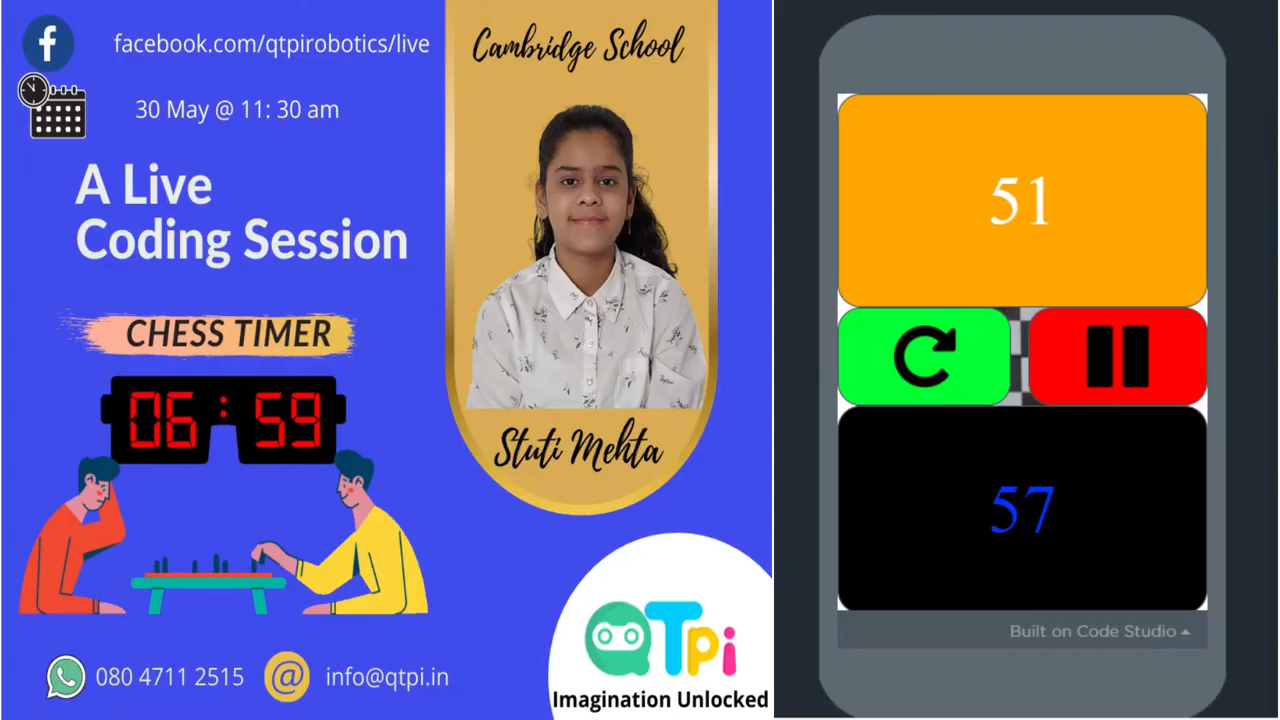 facebook.com/qtpirobotics/live
30 May @ 11: 30 am
A Live
Coding Session
CHESS TIMER
06 : 59
080 4711 2515
info@qtpi.in
Cambridge School
Stuti Mehta
QTpi
Imagination Unlocked
51
57
Built on Code Studio